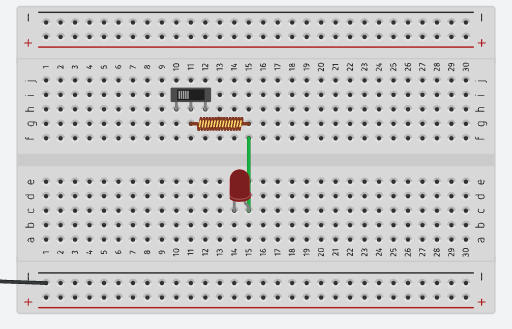 − −
+ +
1 2 3 4 5 6 7 8 9 10 11 12 13 14 15 16 17 18 19 20 21 22 23 24 25 26 27 28 29 30
j j
i i
h h
g g
f f
e e
d d
c c
b b
a a
1 2 3 4 5 6 7 8 9 10 11 12 13 14 15 16 17 18 19 20 21 22 23 24 25 26 27 28 29 30
− −
+ +